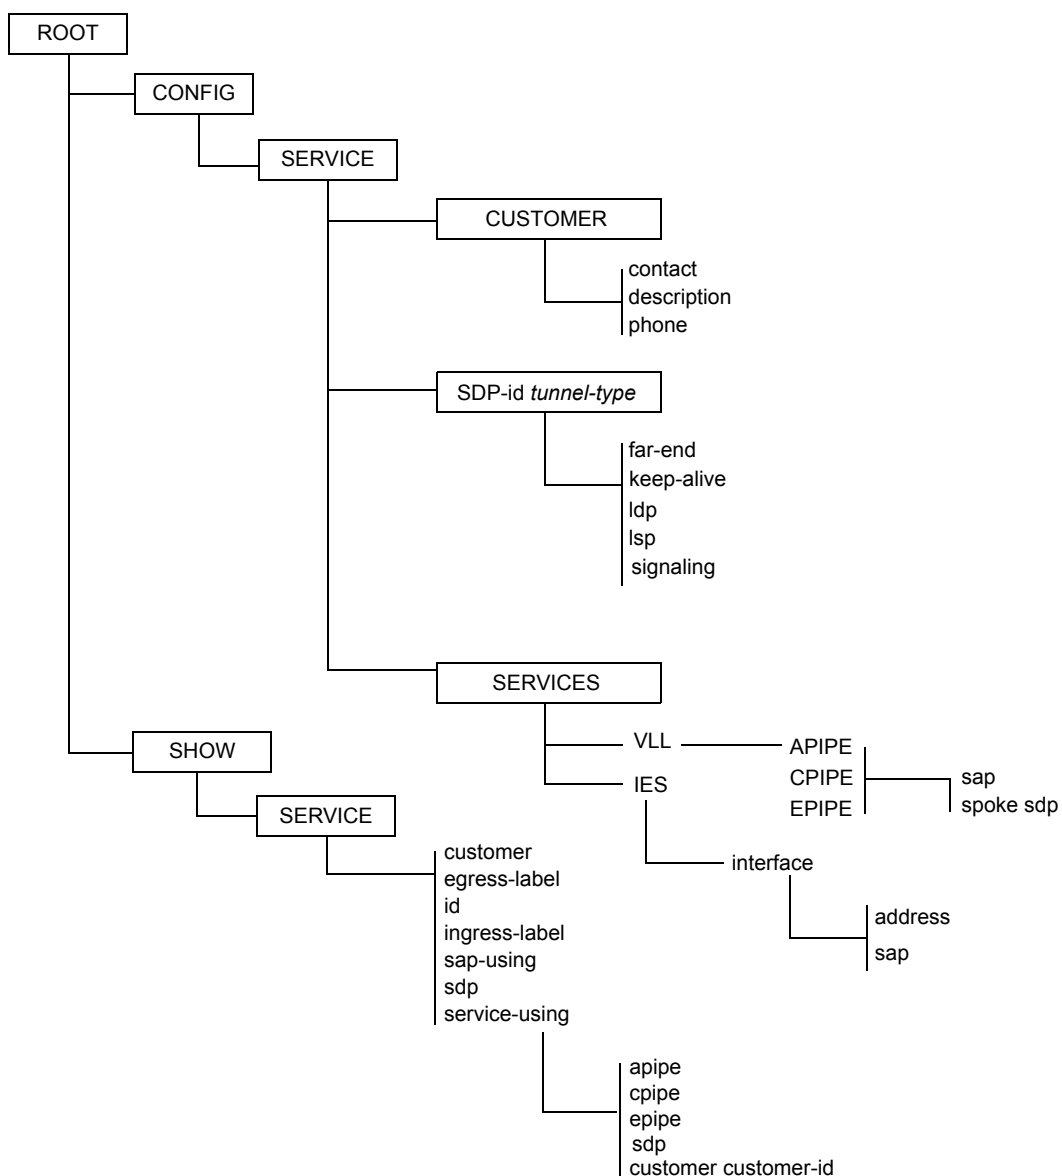 ROOT
CONFIG
SERVICE
CUSTOMER
contact
description
phone
SDP-id tunnel-type
far-end
keep-alive
ldp
lsp
signaling
SERVICES
VLL
APIPE
CPIPE
EPIPE
sap
spoke sdp
IES
interface
address
sap
SHOW
SERVICE
customer
egress-label
id
ingress-label
sap-using
sdp
service-using
apipe
cpipe
epipe
sdp
customer customer-id